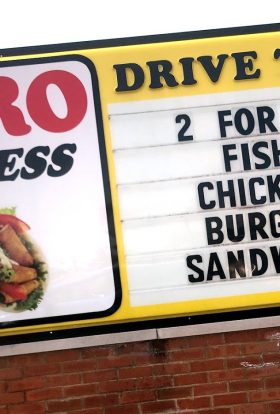 RO
ESS
DRIVE T
2 FOR
FISH
CHICK
BURG
SANDW